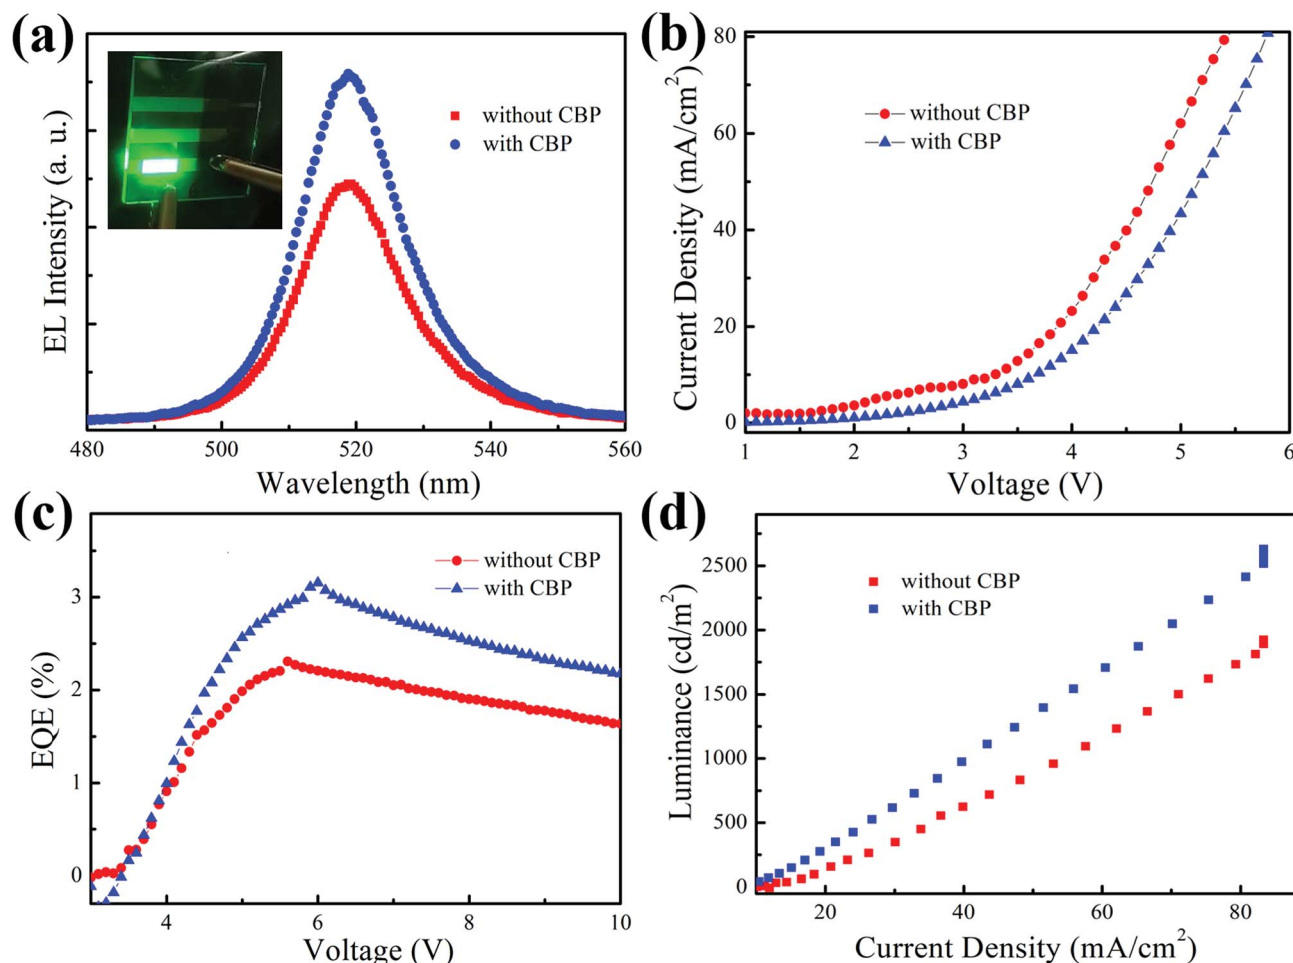 (a)
without CBP
with CBP
EL Intensity (a. u.)
480
500
520
540
560
Wavelength (nm)
(b)
80
60
40
20
0
without CBP
with CBP
Current Density (mA/cm²)
1
2
3
4
5
6
Voltage (V)
(c)
3
2
1
0
without CBP
with CBP
EQE (%)
4
6
8
10
Voltage (V)
(d)
2500
2000
1500
1000
500
0
without CBP
with CBP
Luminance (cd/m²)
20
40
60
80
Current Density (mA/cm²)